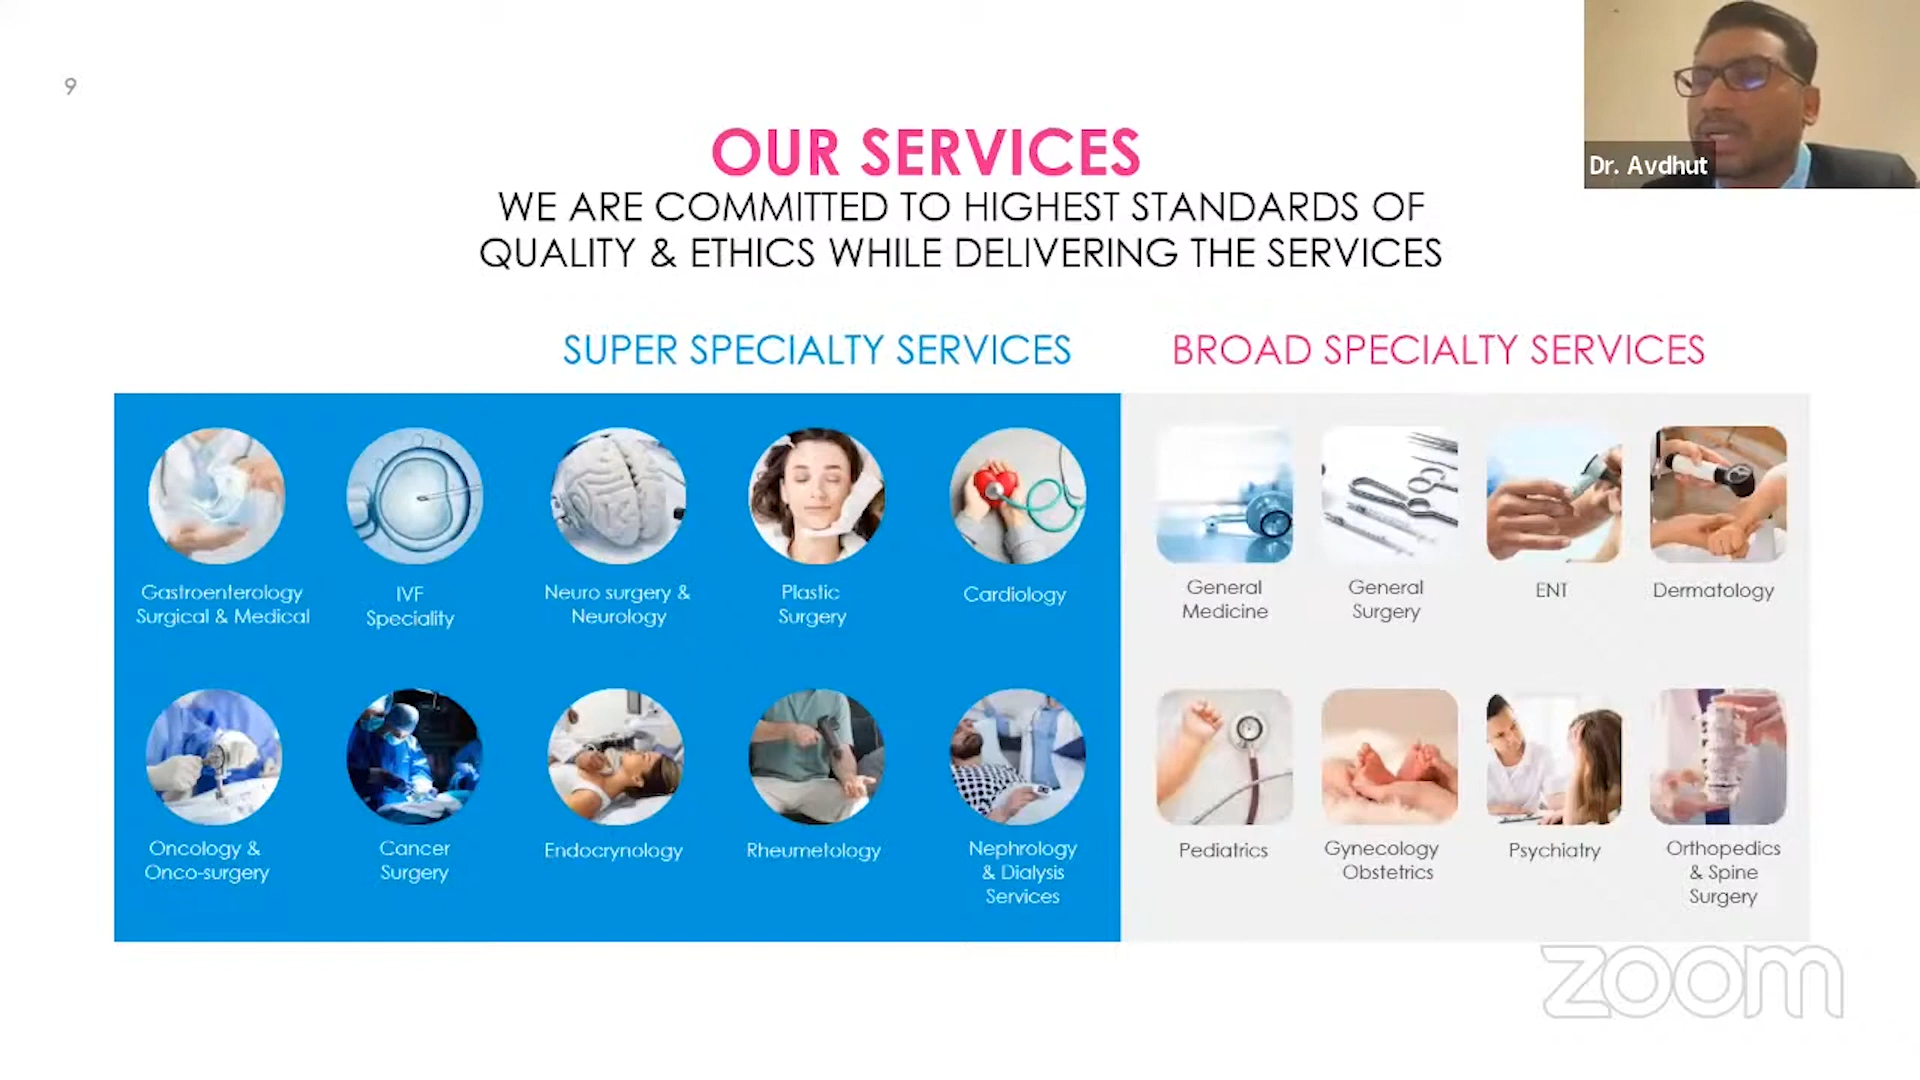 9
Dr. Avdhut
OUR SERVICES
WE ARE COMMITTED TO HIGHEST STANDARDS OF
QUALITY & ETHICS WHILE DELIVERING THE SERVICES
SUPER SPECIALTY SERVICES
BROAD SPECIALTY SERVICES
Gastroenterology
Surgical & Medical
IVF
Speciality
Neuro surgery &
Neurology
Plastic
Surgery
Cardiology
General
Medicine
General
Surgery
ENT
Dermatology
Oncology &
Onco-surgery
Cancer
Surgery
Endocrynology
Rheumetology
Nephrology
& Dialysis
Services
Pediatrics
Gynecology
Obstetrics
Psychiatry
Orthopedics
& Spine
Surgery
zoom